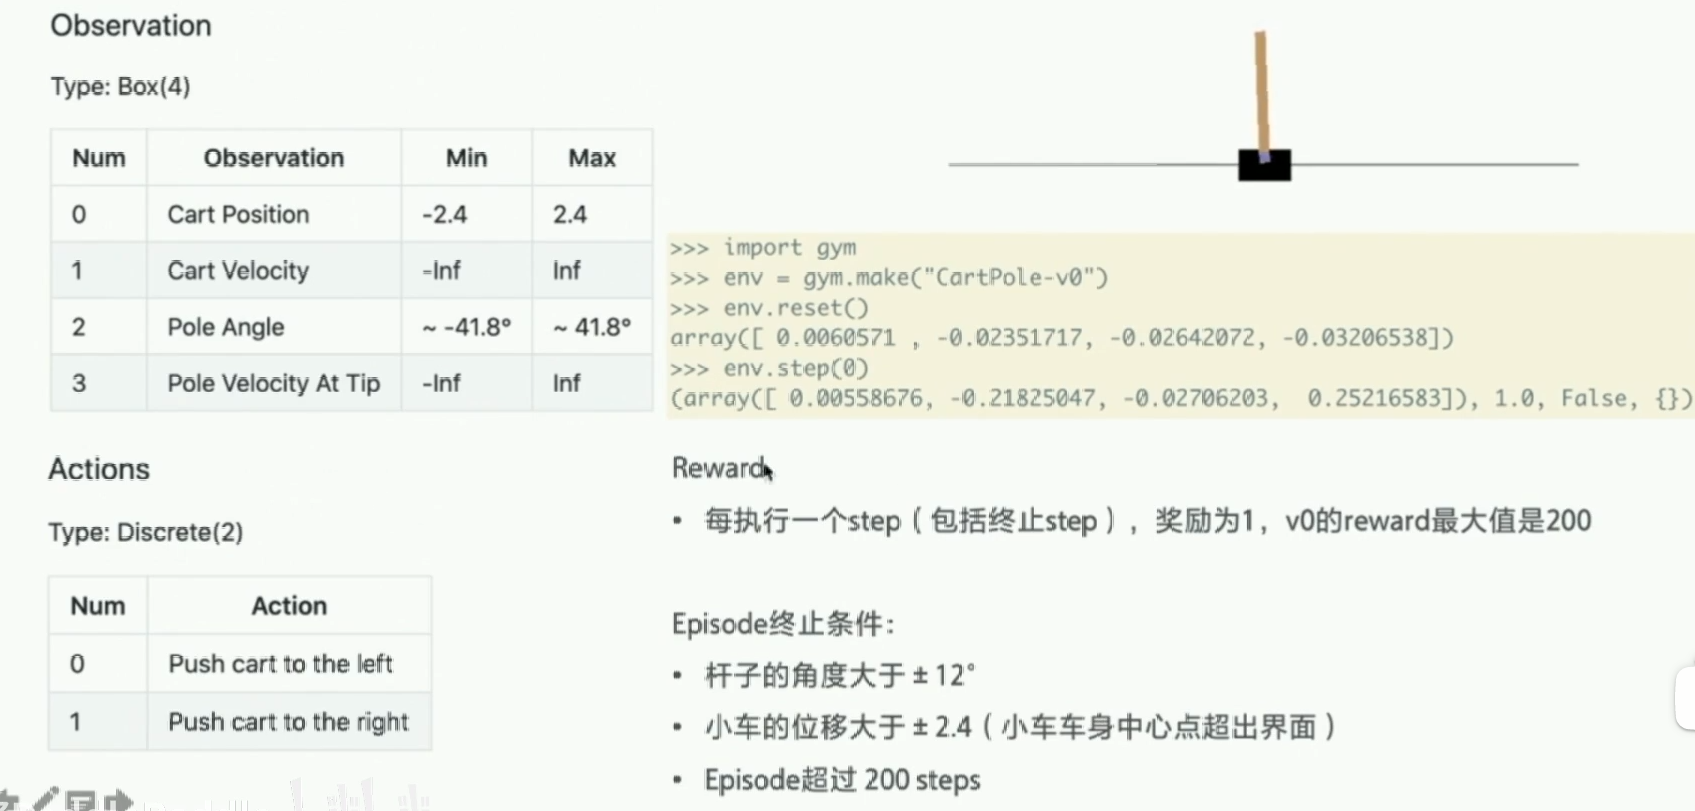 Observation
Type: Box(4)
Num Observation Min Max
0 Cart Position -2.4 2.4
1 Cart Velocity -Inf Inf
2 Pole Angle ~ -41.8° ~ 41.8°
3 Pole Velocity At Tip -Inf Inf
Actions
Type: Discrete(2)
Num Action
0 Push cart to the left
1 Push cart to the right
>>> import gym
>>> env = gym.make("CartPole-v0")
>>> env.reset()
array([ 0.0060571 , -0.02351717, -0.02642072, -0.03206538])
>>> env.step(0)
(array([ 0.00558676, -0.21825047, -0.02706203,  0.25216583]), 1.0, False, {})
Reward
• 每执行一个step（包括终止step），奖励为1，v0的reward最大值是200
Episode终止条件：
• 杆子的角度大于 ± 12°
• 小车的位移大于 ± 2.4（小车车身中心点超出界面）
• Episode超过 200 steps